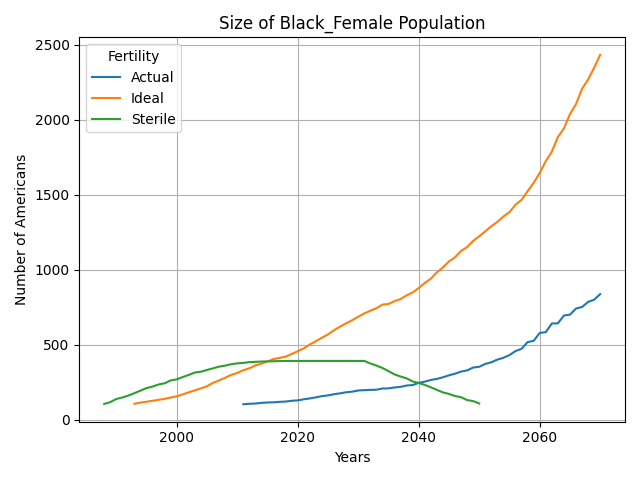 Size of Black_Female Population
Fertility
Actual
Ideal
Sterile
Number of Americans
2500
2000
1500
1000
500
0
2000
2020
2040
2060
Years